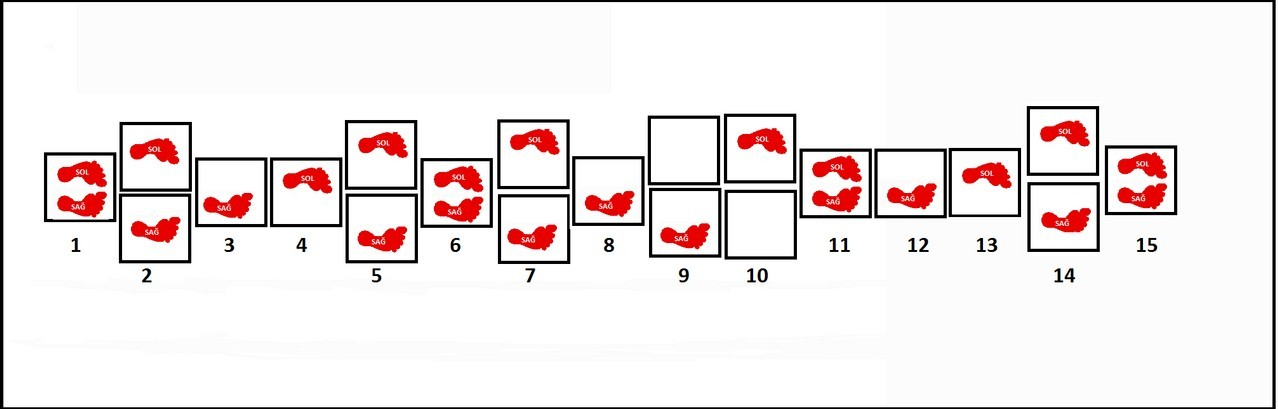 SOL SOL SOL SOL SOL
SOL SOL SOL SOL SOL SOL
SAĞ SAĞ SAĞ SAĞ SAĞ SAĞ
SAĞ SAĞ SAĞ SAĞ SAĞ SAĞ
1 3 4 6 8 11 12 13 15
2 5 7 9 10 14